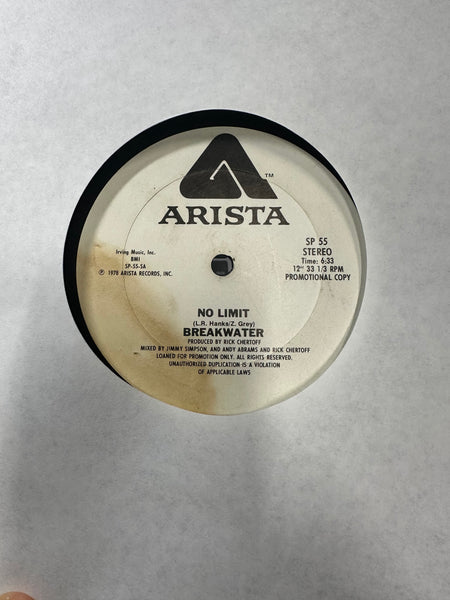 TM
ARISTA
Irving Music, Inc.
BMI
SP-55-SA
℗ 1978 ARISTA RECORDS, INC.
SP 55
STEREO
Time: 6:33
12" 33 1/3 RPM
PROMOTIONAL COPY
NO LIMIT
(L.R. Hanks/Z. Grey)
BREAKWATER
PRODUCED BY RICK CHERTOFF
MIXED BY JIMMY SIMPSON, AND ANDY ABRAMS AND RICK CHERTOFF
LOANED FOR PROMOTION ONLY. ALL RIGHTS RESERVED.
UNAUTHORIZED DUPLICATION IS A VIOLATION
OF APPLICABLE LAWS